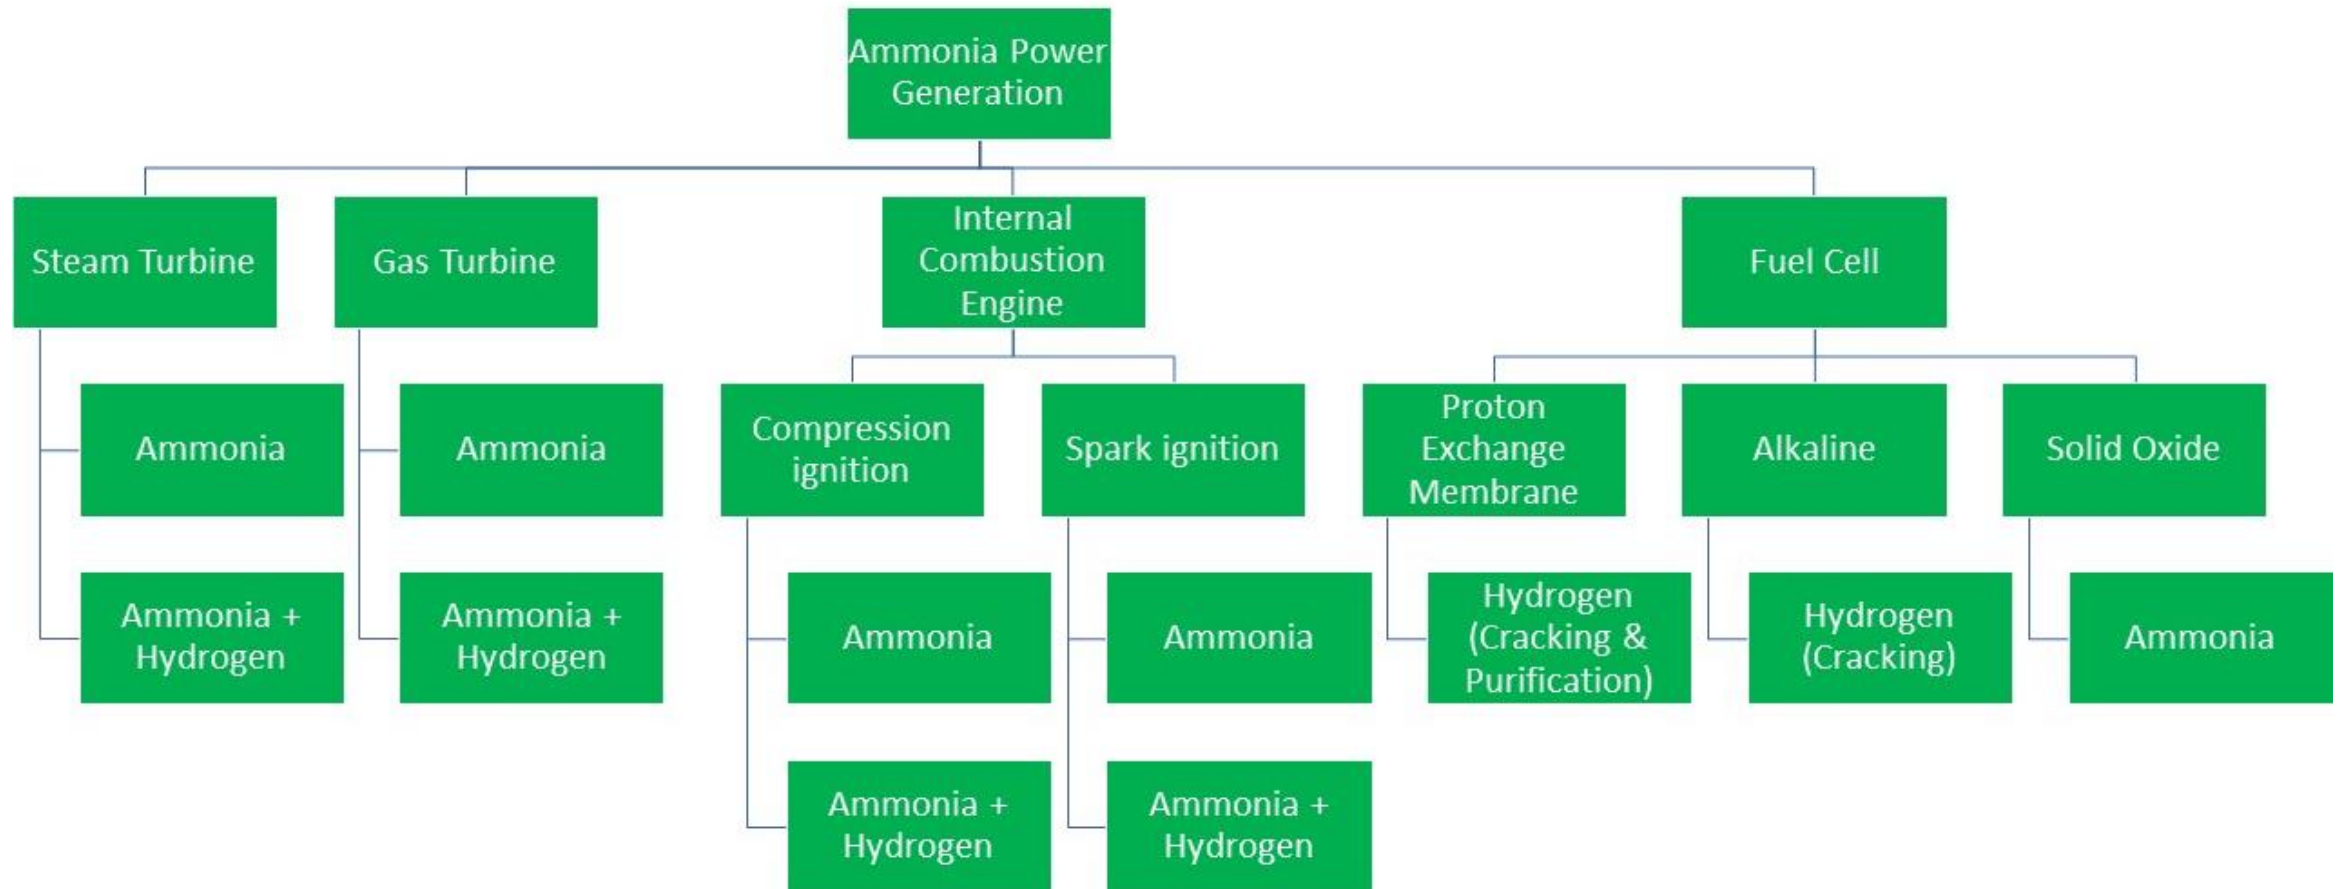 Ammonia Power
Generation
Steam Turbine
Gas Turbine
Internal
Combustion
Engine
Fuel Cell
Ammonia
Ammonia
Compression
ignition
Spark ignition
Proton
Exchange
Membrane
Alkaline
Solid Oxide
Ammonia +
Hydrogen
Ammonia +
Hydrogen
Ammonia
Ammonia
Hydrogen
(Cracking &
Purification)
Hydrogen
(Cracking)
Ammonia
Ammonia +
Hydrogen
Ammonia +
Hydrogen